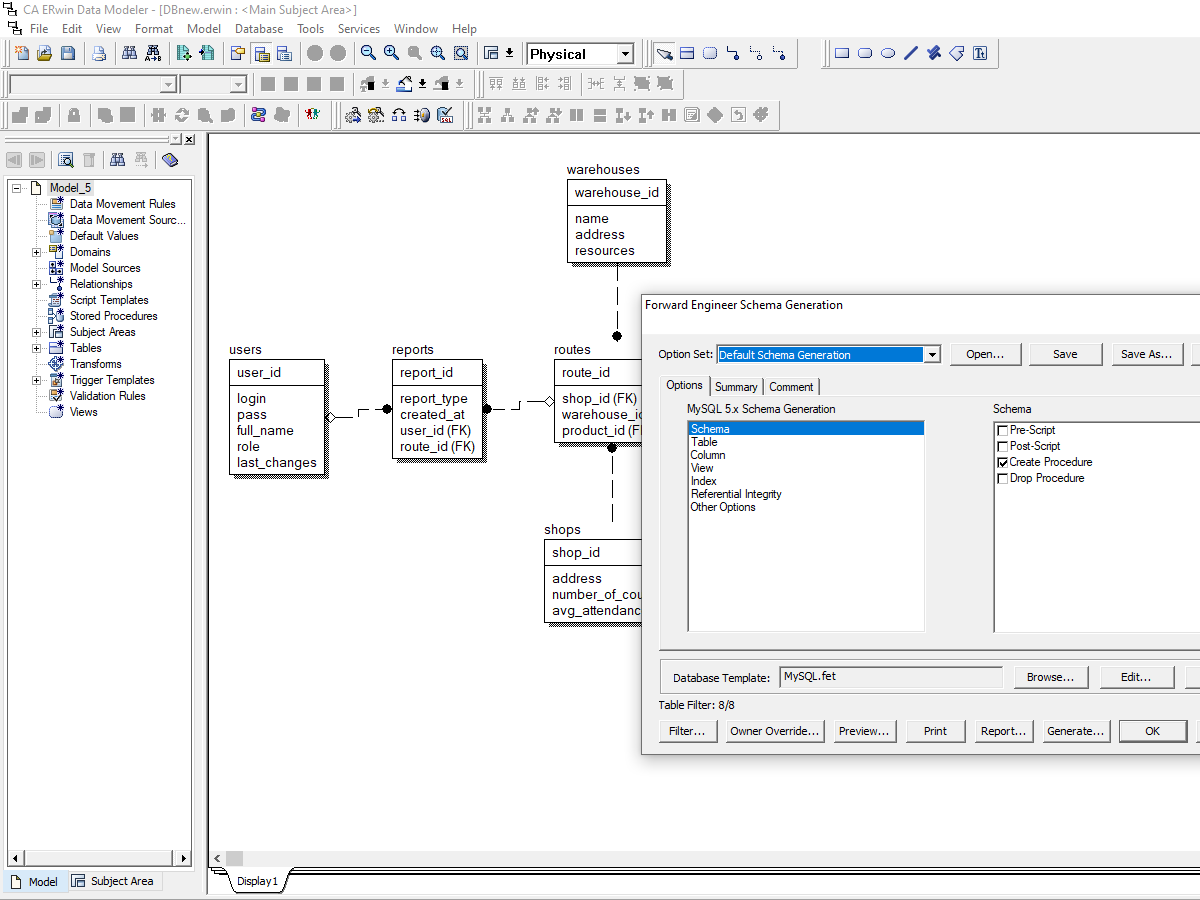 CA ERwin Data Modeler - [DBnew.erwin : <Main Subject Area>]
File Edit View Format Model Database Tools Services Window Help
Physical
Model_5
Data Movement Rules
Data Movement Sourc...
Default Values
Domains
Model Sources
Relationships
Script Templates
Stored Procedures
Subject Areas
Tables
Transforms
Trigger Templates
Validation Rules
Views
Model
Subject Area
warehouses
warehouse_id
name
address
resources
users
user_id
login
pass
full_name
role
last_changes
reports
report_id
report_type
created_at
user_id (FK)
route_id (FK)
routes
route_id
shop_id (FK)
product_id
shops
shop_id
address
Display1
Forward Engineer Schema Generation
Option Set: Default Schema Generation Open... Save Save As...
Options Summary Comment
MySQL 5.x Schema Generation
Schema
Table
Column
View
Index
Referential Integrity
Other Options
Schema
Pre-Script
Post-Script
Create Procedure
Drop Procedure
Database Template: MySQL.fet Browse... Edit...
Table Filter: 8/8
Filter... Owner Override... Preview... Print Report... Generate... OK